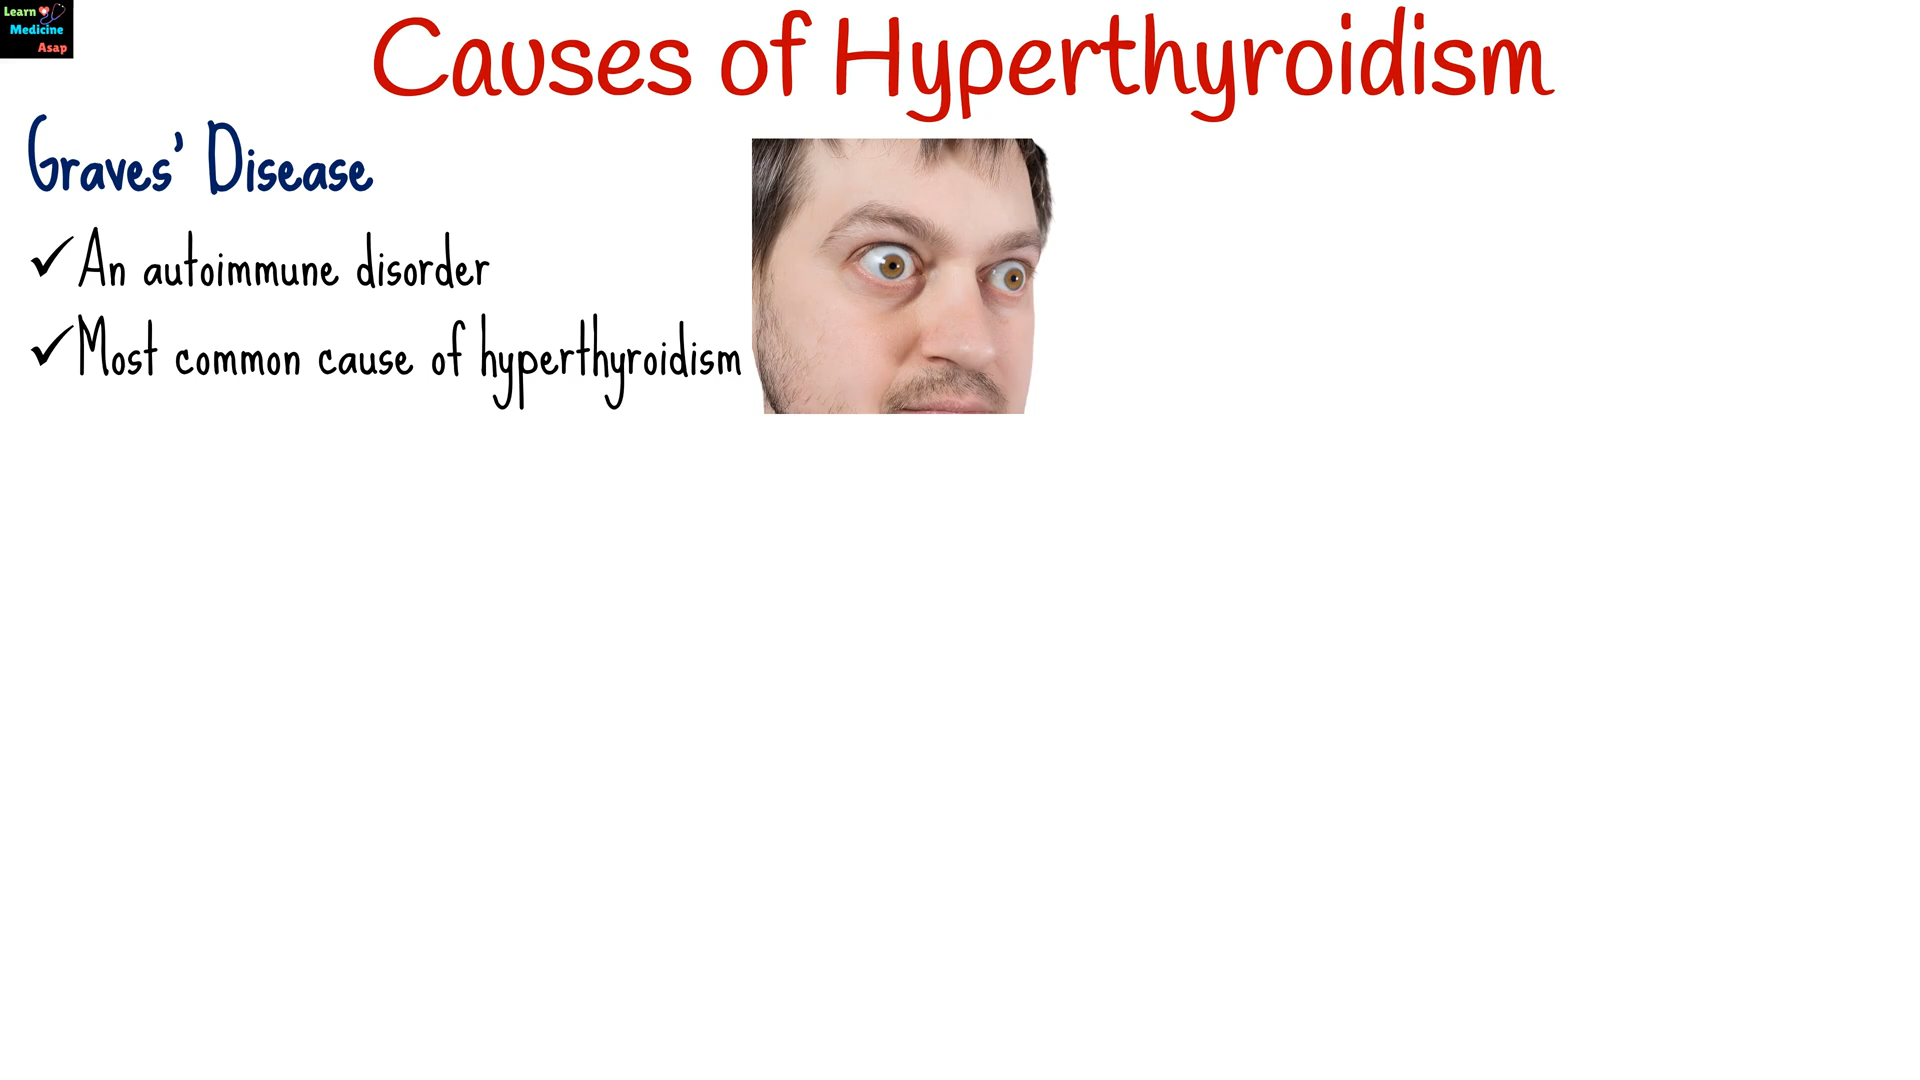 Learn
Medicine
Asap
Causes of Hyperthyroidism
Graves' Disease
✓An autoimmune disorder
✓Most common cause of hyperthyroidism